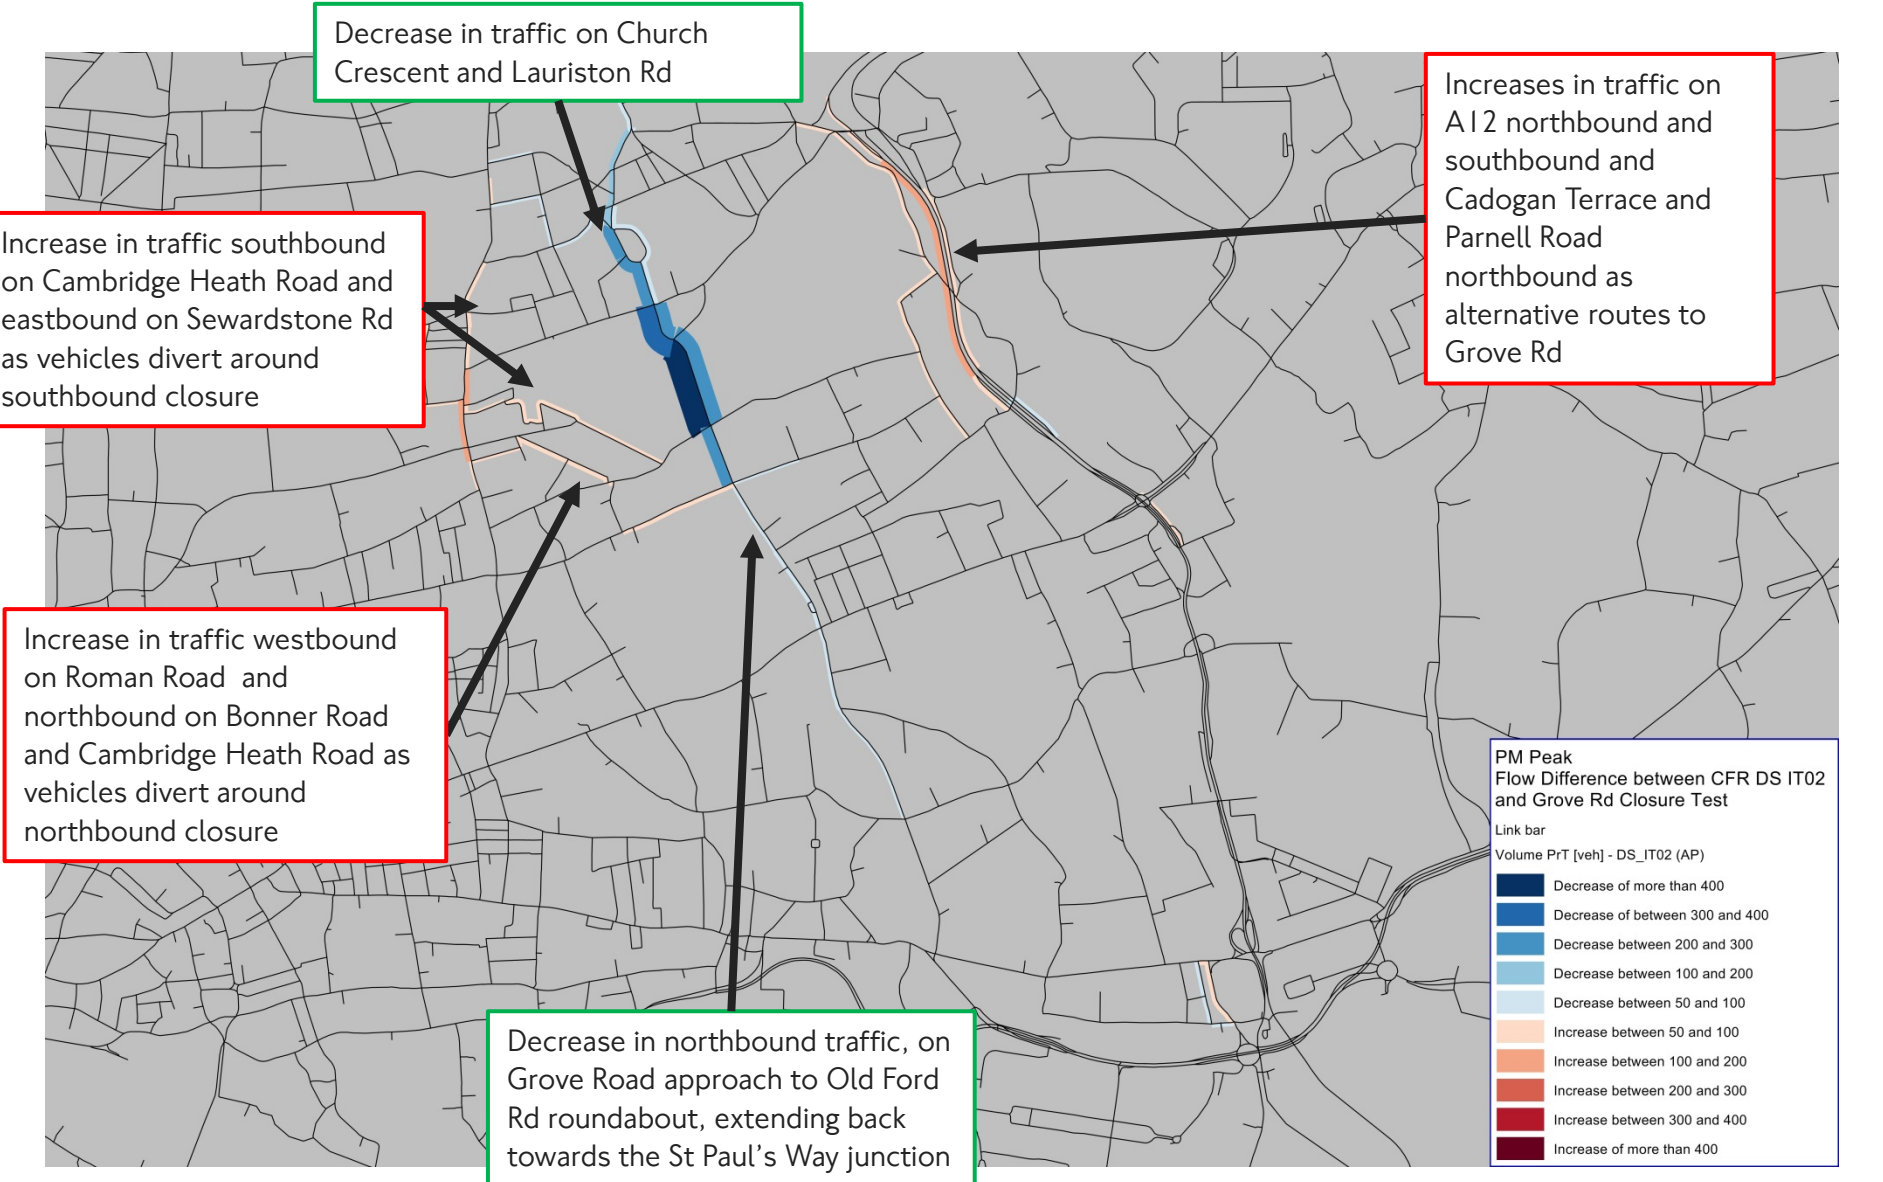 Decrease in traffic on Church
Crescent and Lauriston Rd
Increases in traffic on
A12 northbound and
southbound and
Cadogan Terrace and
Parnell Road
northbound as
alternative routes to
Grove Rd
Increase in traffic southbound
on Cambridge Heath Road and
eastbound on Sewardstone Rd
as vehicles divert around
southbound closure
Increase in traffic westbound
on Roman Road and
northbound on Bonner Road
and Cambridge Heath Road as
vehicles divert around
northbound closure
Decrease in northbound traffic, on
Grove Road approach to Old Ford
Rd roundabout, extending back
towards the St Paul's Way junction
PM Peak
Flow Difference between CFR DS IT02
and Grove Rd Closure Test
Link bar
Volume PrT [veh] - DS_IT02 (AP)
Decrease of more than 400
Decrease of between 300 and 400
Decrease between 200 and 300
Decrease between 100 and 200
Decrease between 50 and 100
Increase between 50 and 100
Increase between 100 and 200
Increase between 200 and 300
Increase between 300 and 400
Increase of more than 400